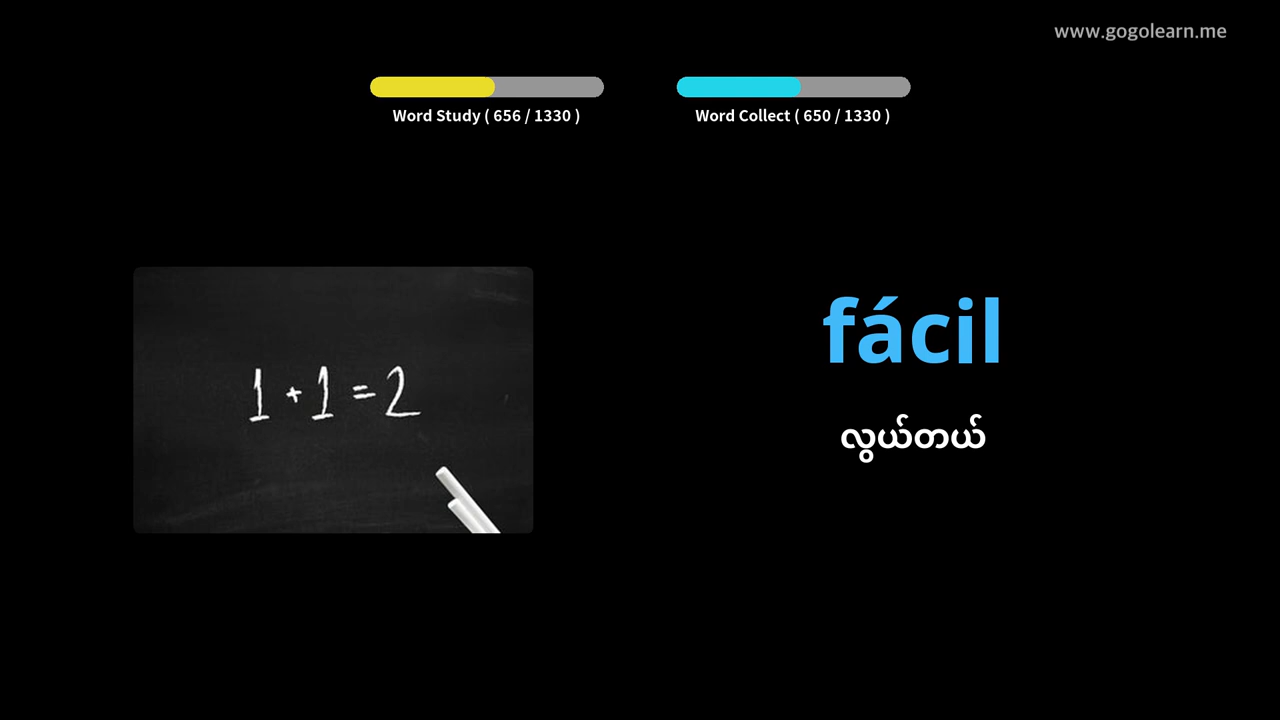 www.gogolearn.me
Word Study ( 656 / 1330 )
Word Collect ( 650 / 1330 )
1 + 1 = 2
fácil
လွယ်တယ်